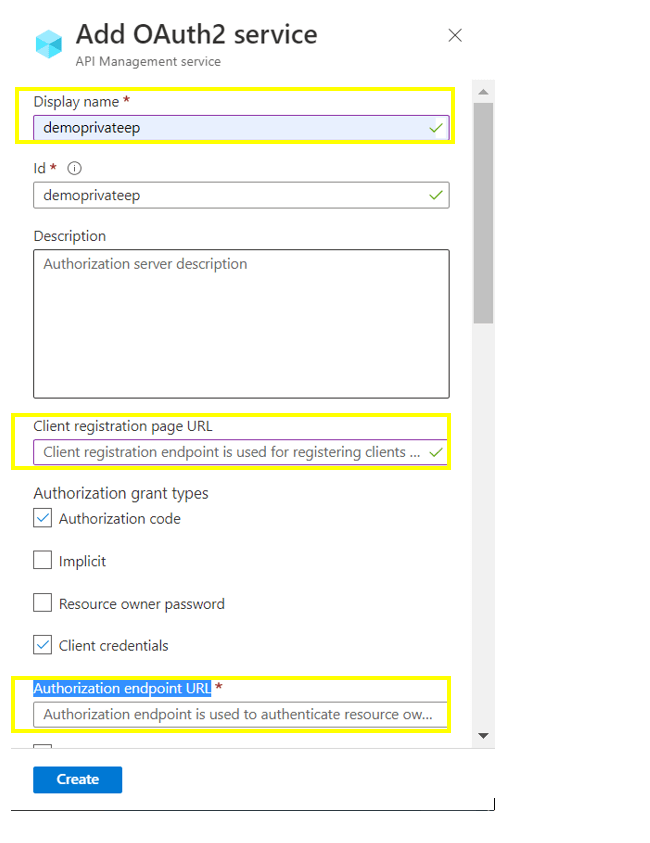 Add OAuth2 service
API Management service
Display name *
demoprivateep
Id *
demoprivateep
Description
Authorization server description
Client registration page URL
Client registration endpoint is used for registering clients ...
Authorization grant types
Authorization code
Implicit
Resource owner password
Client credentials
Authorization endpoint URL *
Authorization endpoint is used to authenticate resource ow...
Create